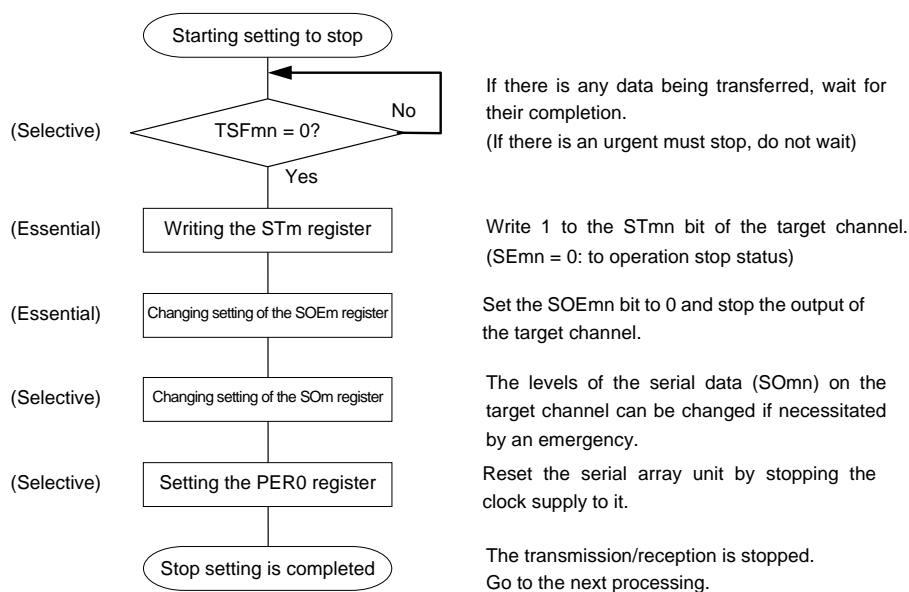 Starting setting to stop
If there is any data being transferred, wait for
their completion.
(If there is an urgent must stop, do not wait)
No
(Selective)
TSFmn = 0?
Yes
(Essential)
Writing the STm register
Write 1 to the STmn bit of the target channel.
(SEmn = 0: to operation stop status)
(Essential)
Changing setting of the SOEm register
Set the SOEmn bit to 0 and stop the output of
the target channel.
(Selective)
Changing setting of the SOm register
The levels of the serial data (SOmn) on the
target channel can be changed if necessitated
by an emergency.
(Selective)
Setting the PER0 register
Reset the serial array unit by stopping the
clock supply to it.
Stop setting is completed
The transmission/reception is stopped.
Go to the next processing.